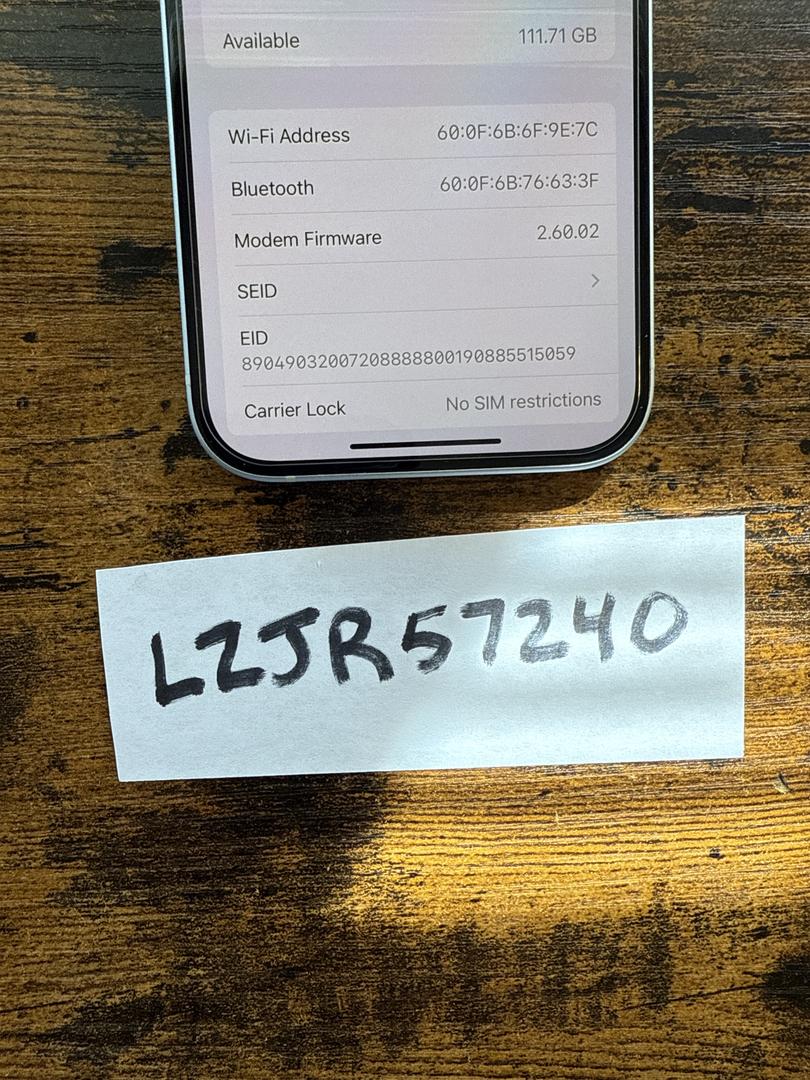 Available 111.71 GB
Wi-Fi Address 60:0F:6B:6F:9E:7C
Bluetooth 60:0F:6B:76:63:3F
Modem Firmware 2.60.02
SEID
EID
89049032007208888800190885515059
Carrier Lock No SIM restrictions
LZJR57240